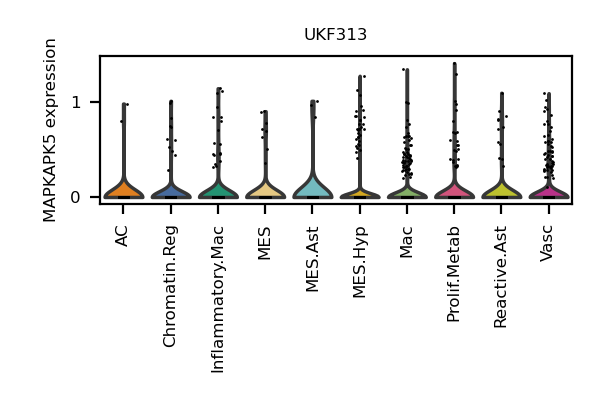 UKF313
MAPKAPK5 expression
1
0
AC
Chromatin.Reg
Inflammatory.Mac
MES
MES.Ast
MES.Hyp
Mac
Prolif.Metab
Reactive.Ast
Vasc